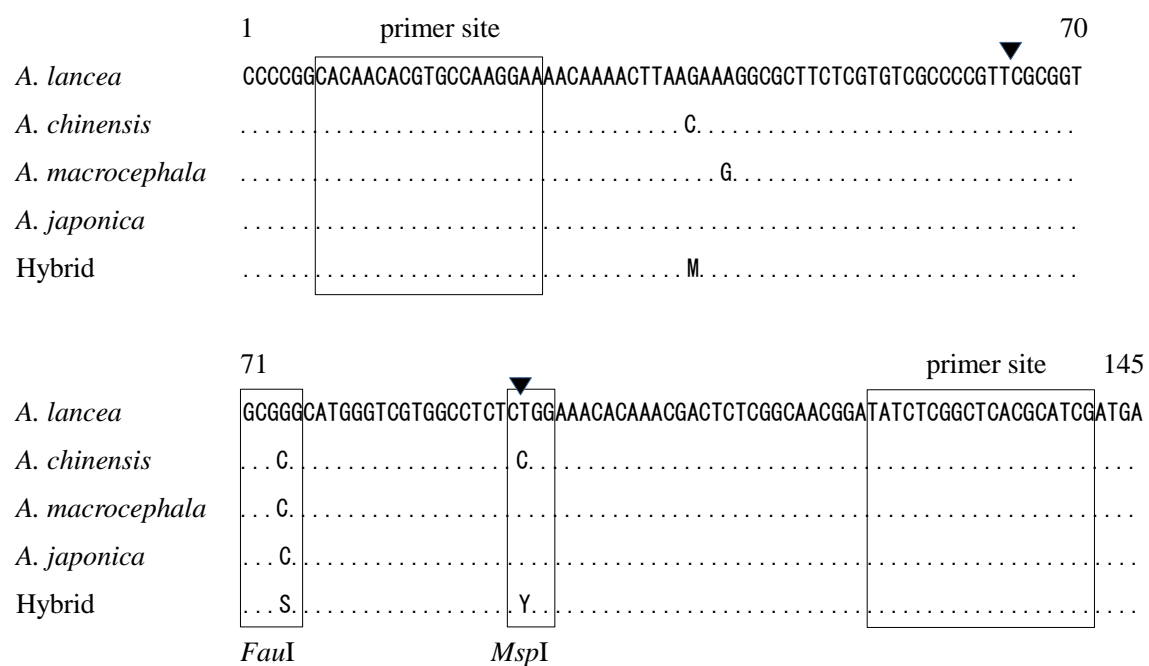 1 primer site 70
A. lancea CCCCGGCACAACACGTGCCAAGGAAAACAAAACTTAAGAAAGGCGCTTCTCGTGTCGCCCCGTTCGCGGT
A. chinensis .....................................C................................
A. macrocephala ........................................G.............................
A. japonica ......................................................................
Hybrid .....................................M................................
71 primer site 145
A. lancea GCGGGCATGGGTCGTGGCCTCTCTGGAAACACAAACGACTCTCGGCAACGGATATCTCGGCTCACGCATCGATGA
A. chinensis ...C...................C...................................................
A. macrocephala ...C.......................................................................
A. japonica ...C.......................................................................
Hybrid ...S...................Y...................................................
FauI MspI